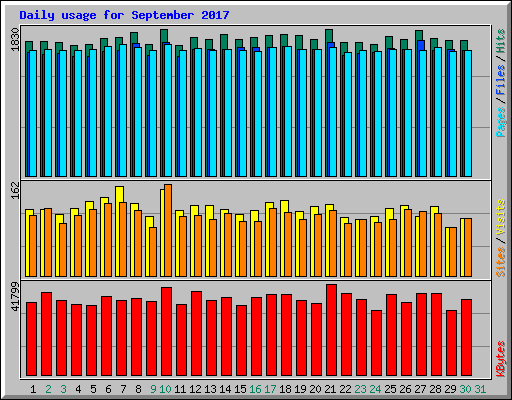 Daily usage for September 2017
1830
Pages / Files / Hits
162
Sites / Visits
41799
KBytes
1 2 3 4 5 6 7 8 9 10 11 12 13 14 15 16 17 18 19 20 21 22 23 24 25 26 27 28 29 30 31